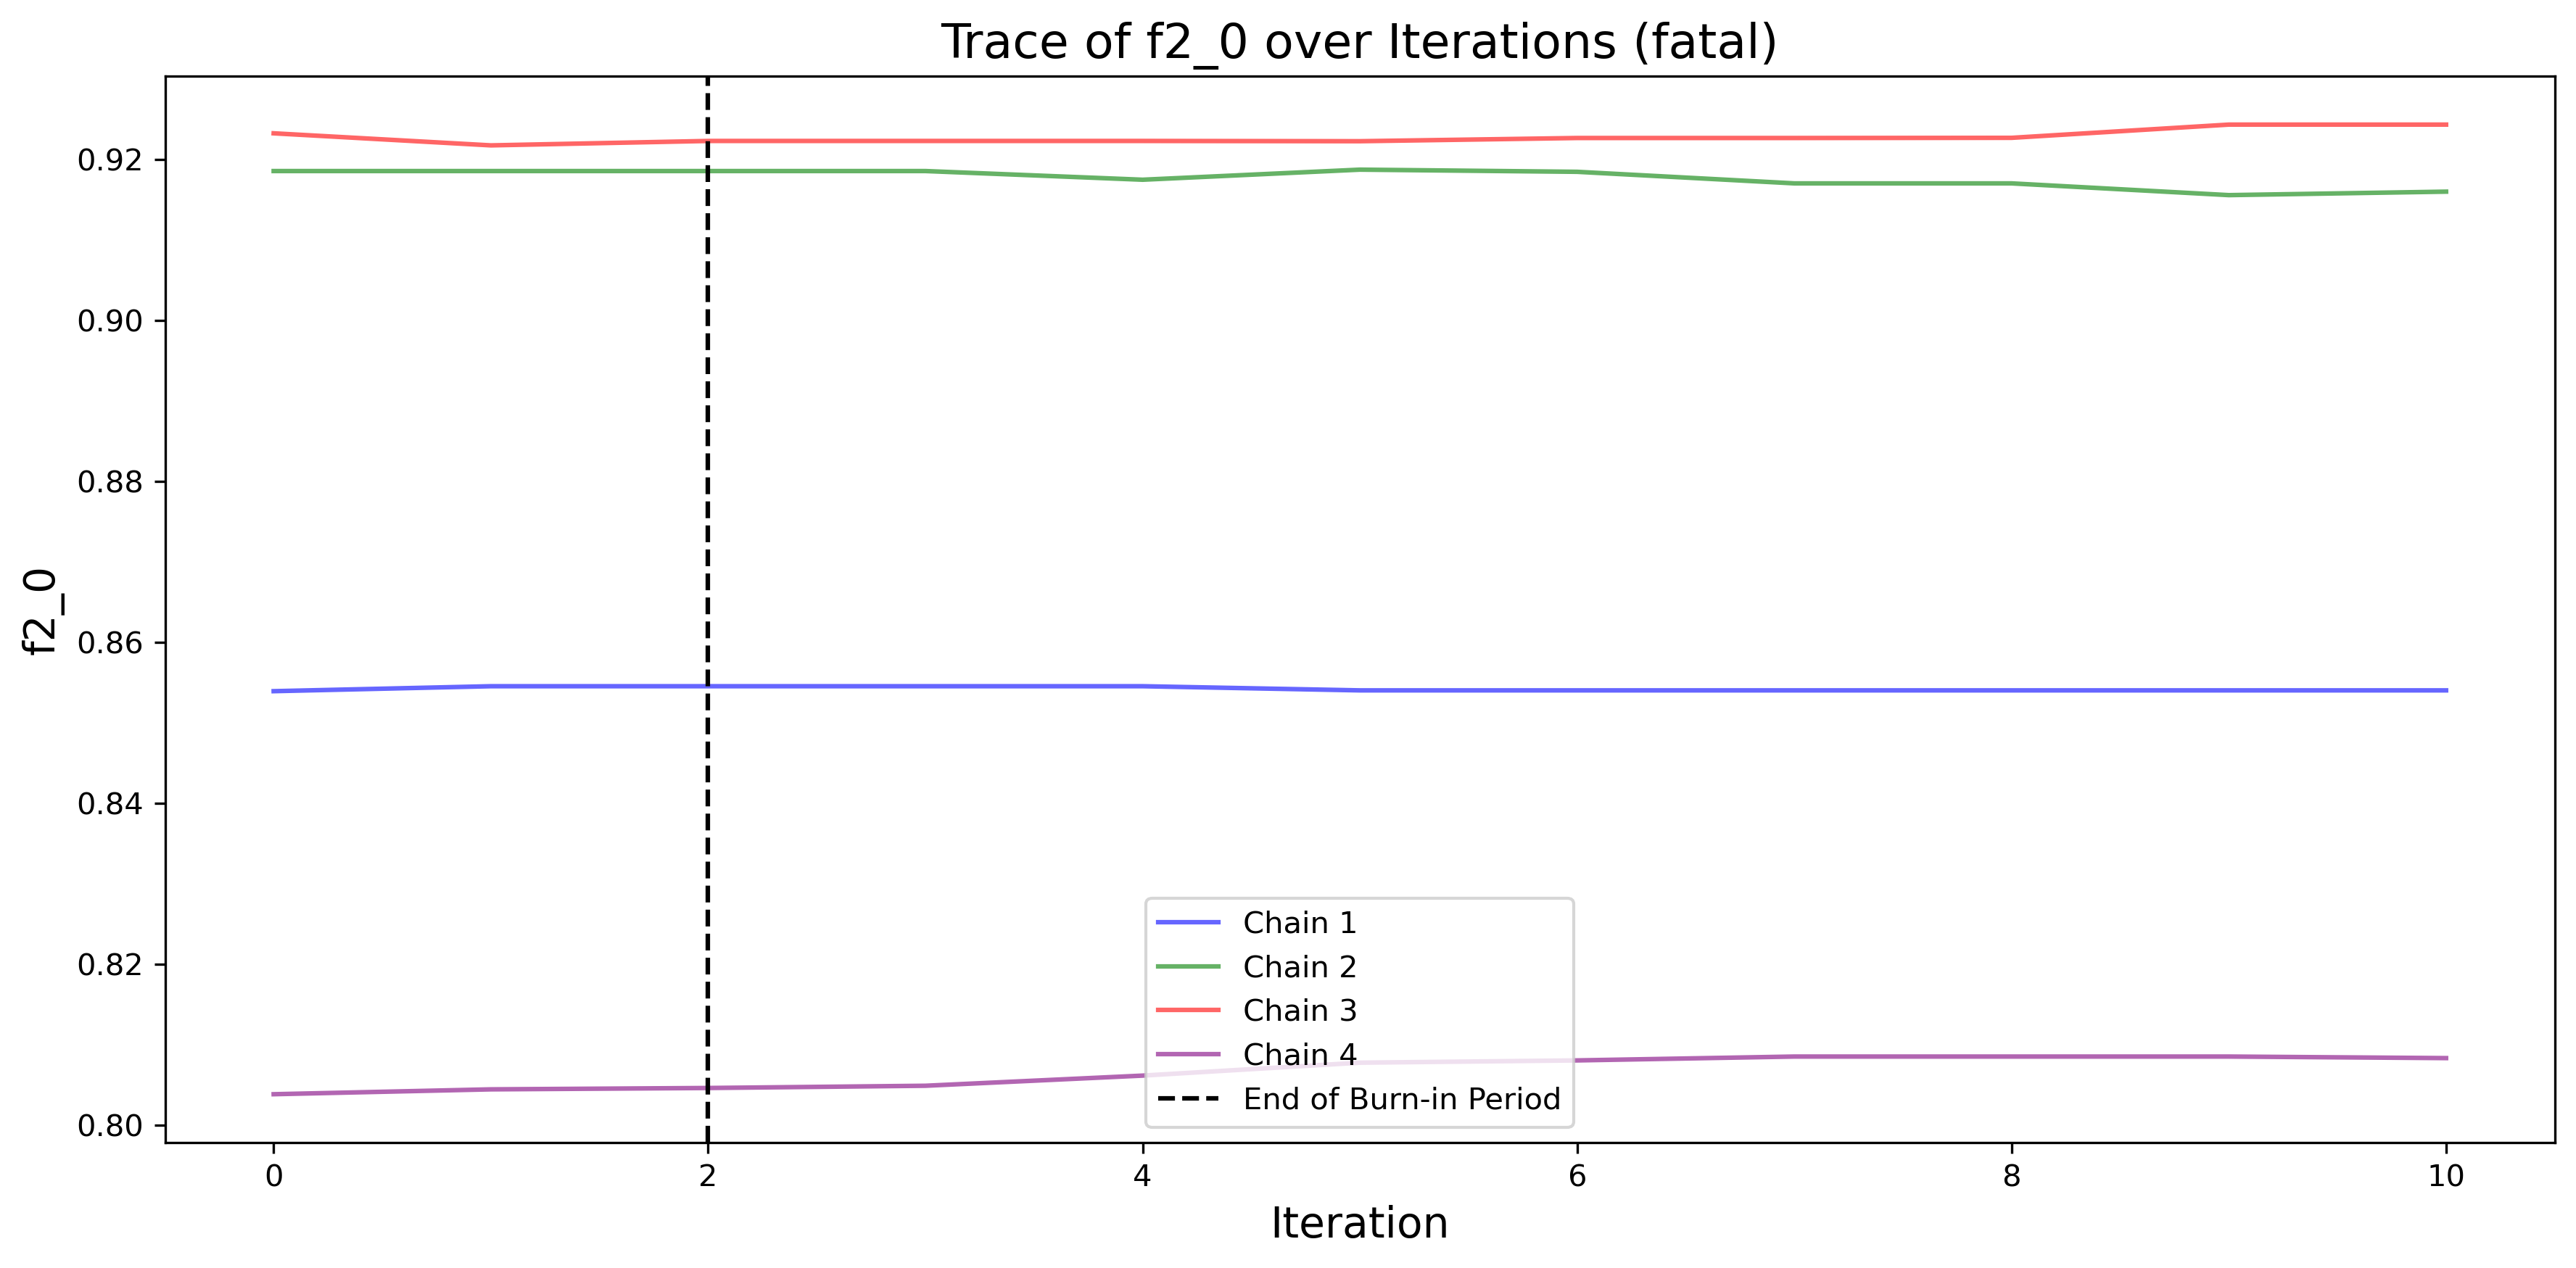 Trace of f2_0 over Iterations (fatal)
f2_0
0.92
0.90
0.88
0.86
0.84
0.82
0.80
Chain 1
Chain 2
Chain 3
Chain 4
End of Burn-in Period
0 2 4 6 8 10
Iteration